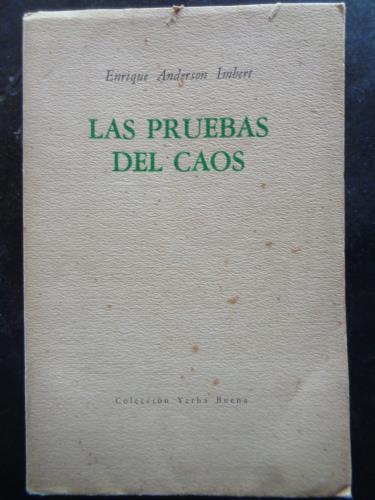 Enrique Anderson Imbert
LAS PRUEBAS
DEL CAOS
Colección Yerba Buena